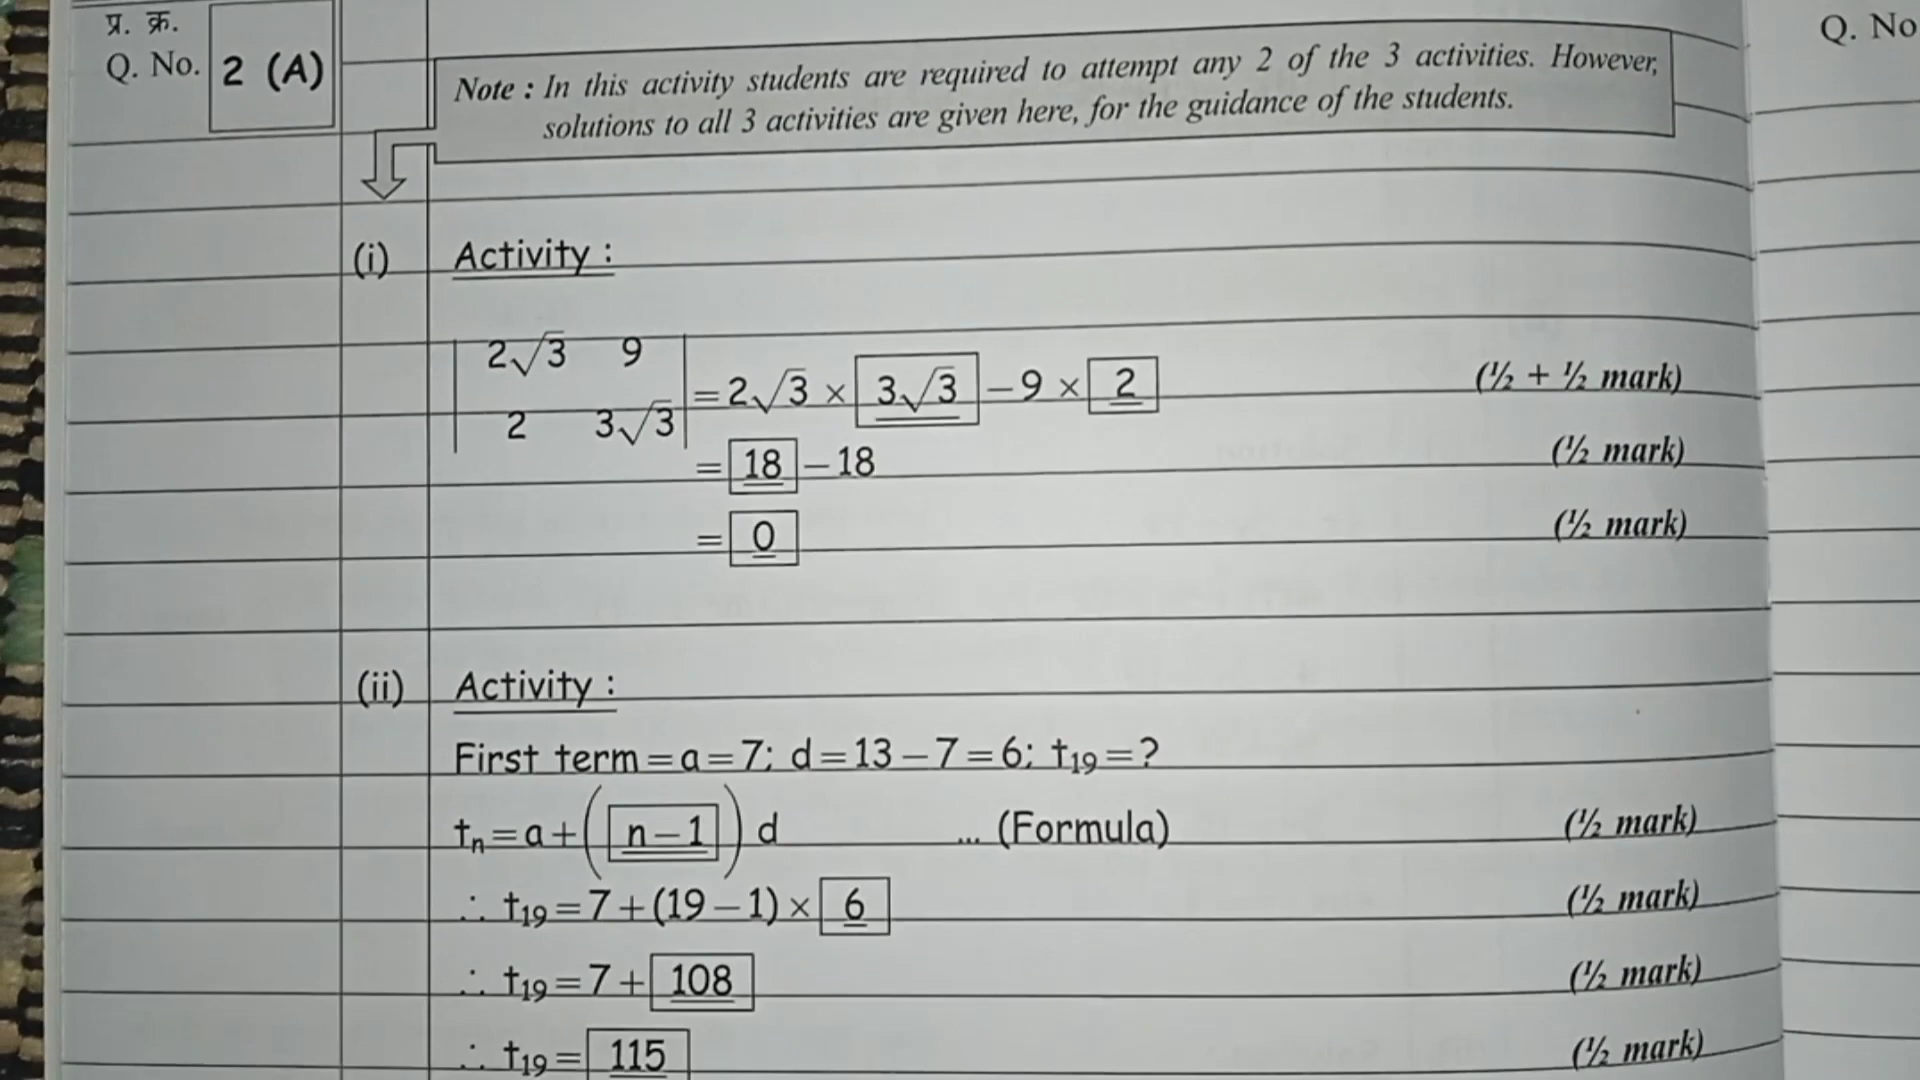 प्र. क्र.
Q. No. 2 (A)
Q. No
Note : In this activity students are required to attempt any 2 of the 3 activities. However,
solutions to all 3 activities are given here, for the guidance of the students.
(i) Activity :
| 2√3 9 |
| 2 3√3 | = 2√3 × 3√3 – 9 × 2 (½ + ½ mark)
= 18 – 18 (½ mark)
= 0 (½ mark)
(ii) Activity :
First term = a = 7; d = 13 – 7 = 6; t₁₉ = ?
tₙ = a + (n – 1) d ... (Formula) (½ mark)
∴ t₁₉ = 7 + (19 – 1) × 6 (½ mark)
∴ t₁₉ = 7 + 108 (½ mark)
∴ t₁₉ = 115 (½ mark)